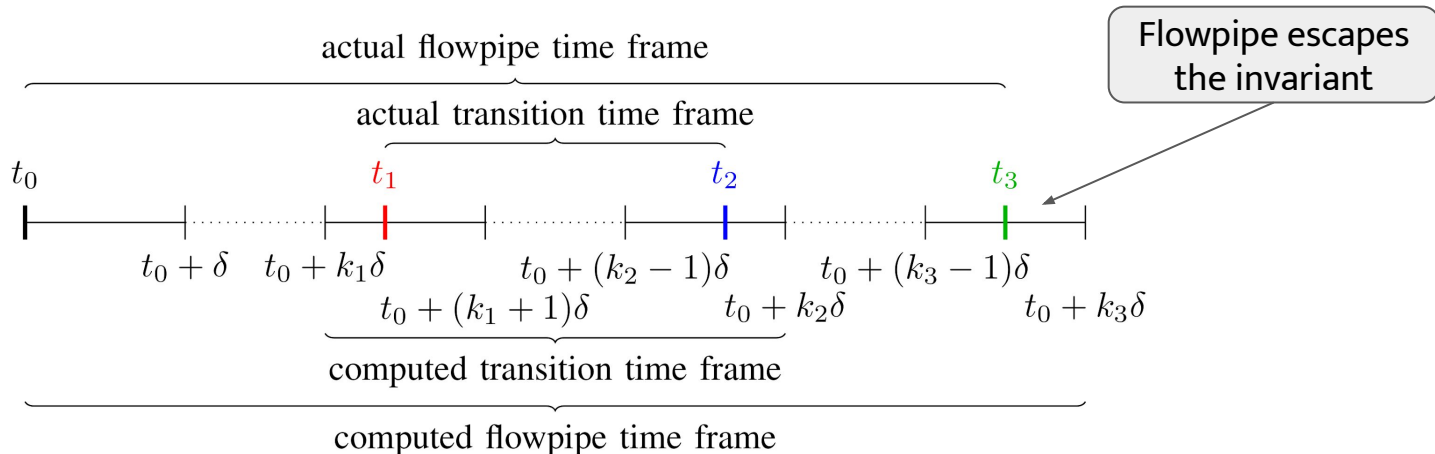 Flowpipe escapes
the invariant
actual flowpipe time frame
actual transition time frame
t₀ t₁ t₂ t₃
t₀ + δ t₀ + k₁δ t₀ + (k₂ − 1)δ t₀ + (k₃ − 1)δ
t₀ + (k₁ + 1)δ t₀ + k₂δ t₀ + k₃δ
computed transition time frame
computed flowpipe time frame